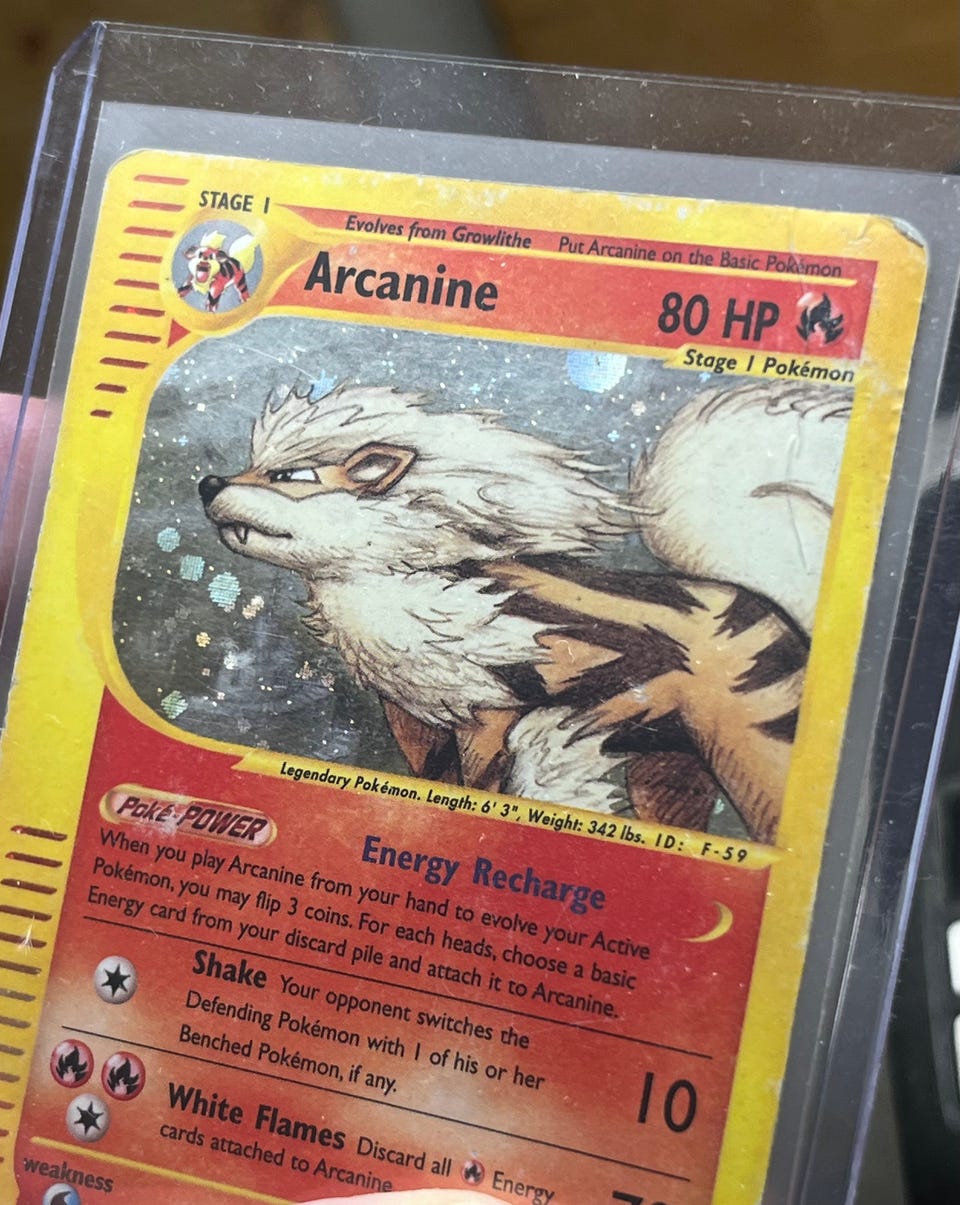 STAGE 1
Evolves from Growlithe Put Arcanine on the Basic Pokémon
Arcanine 80 HP
Stage 1 Pokémon
Legendary Pokémon. Length: 6' 3", Weight: 342 lbs. ID: F-59
Poké-POWER
Energy Recharge
When you play Arcanine from your hand to evolve your Active
Pokémon, you may flip 3 coins. For each heads, choose a basic
Energy card from your discard pile and attach it to Arcanine.
Shake Your opponent switches the
Defending Pokémon with 1 of his or her
Benched Pokémon, if any.
10
White Flames Discard all Energy
cards attached to Arcanine
weakness